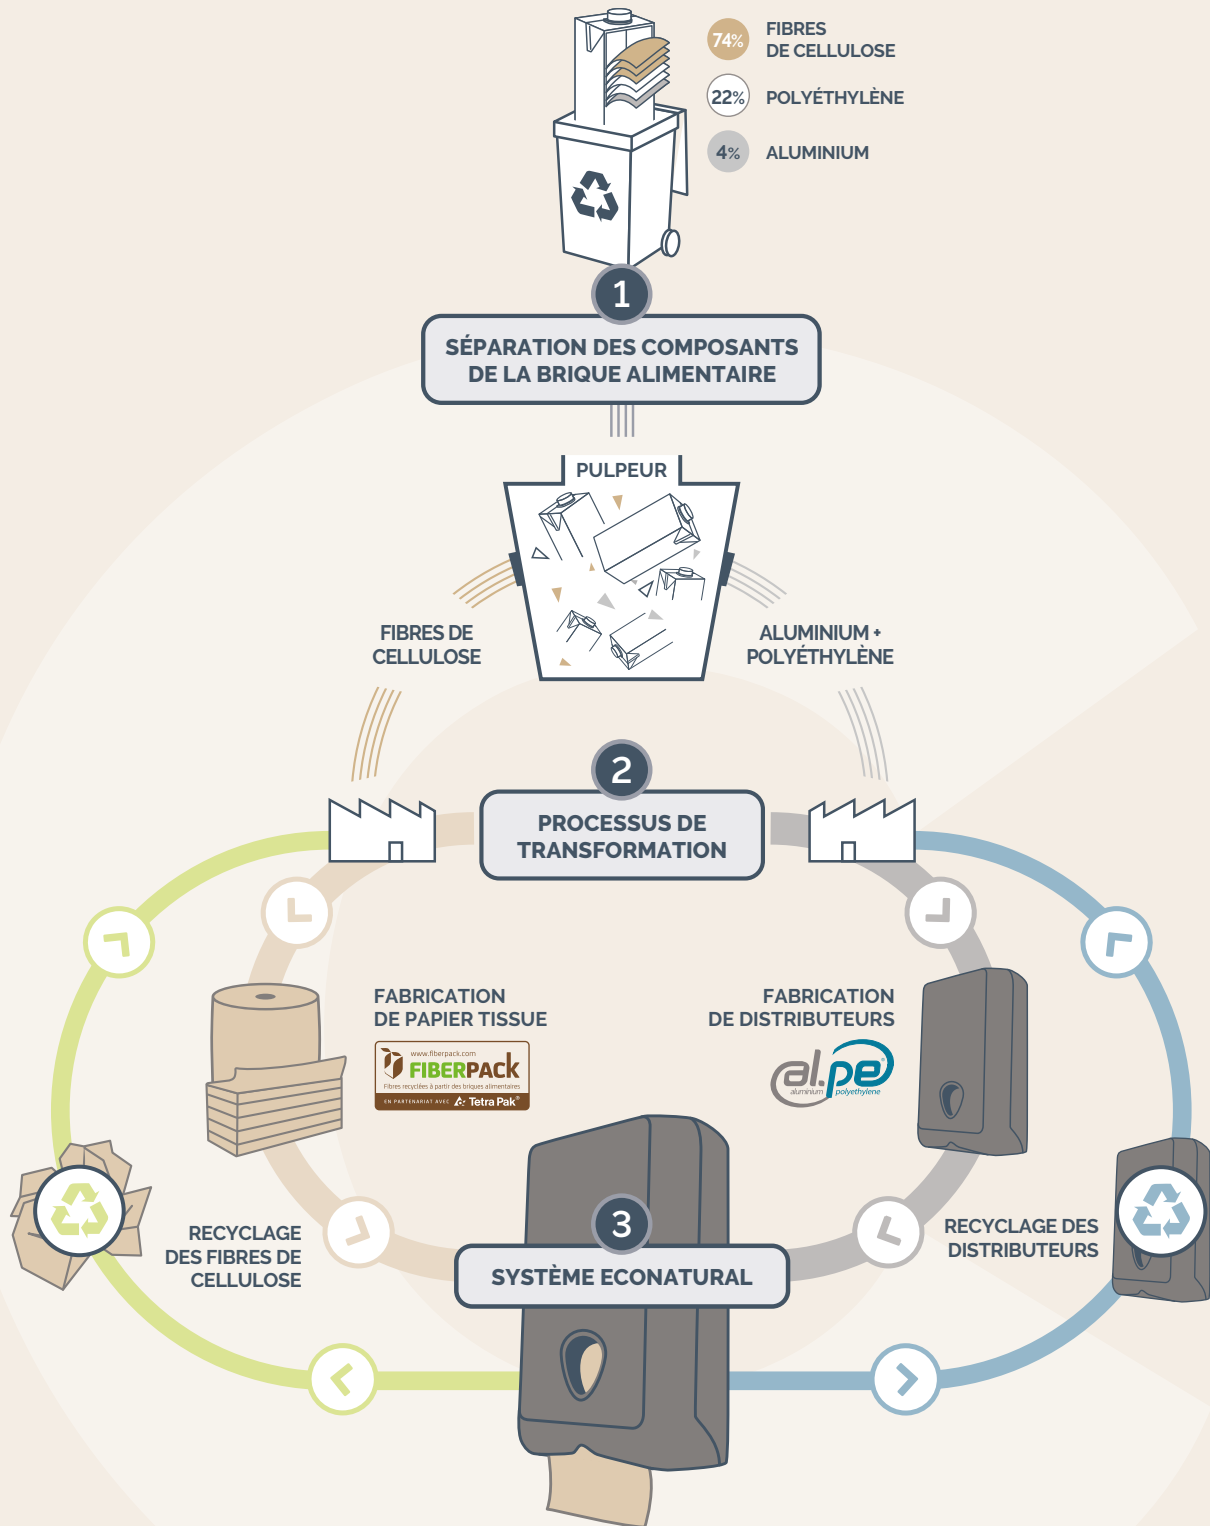 74%
FIBRES
DE CELLULOSE
22%
POLYÉTHYLÈNE
4%
ALUMINIUM
1
SÉPARATION DES COMPOSANTS
DE LA BRIQUE ALIMENTAIRE
PULPEUR
FIBRES DE
CELLULOSE
ALUMINIUM +
POLYÉTHYLÈNE
2
PROCESSUS DE
TRANSFORMATION
FABRICATION
DE PAPIER TISSUE
www.fiberpack.com
FIBERPACK
Fibres recyclées à partir des briques alimentaires
EN PARTENARIAT AVEC Tetra Pak®
FABRICATION
DE DISTRIBUTEURS
al.pe®
aluminium polyethylene
RECYCLAGE
DES FIBRES DE
CELLULOSE
3
SYSTÈME ECONATURAL
RECYCLAGE DES
DISTRIBUTEURS